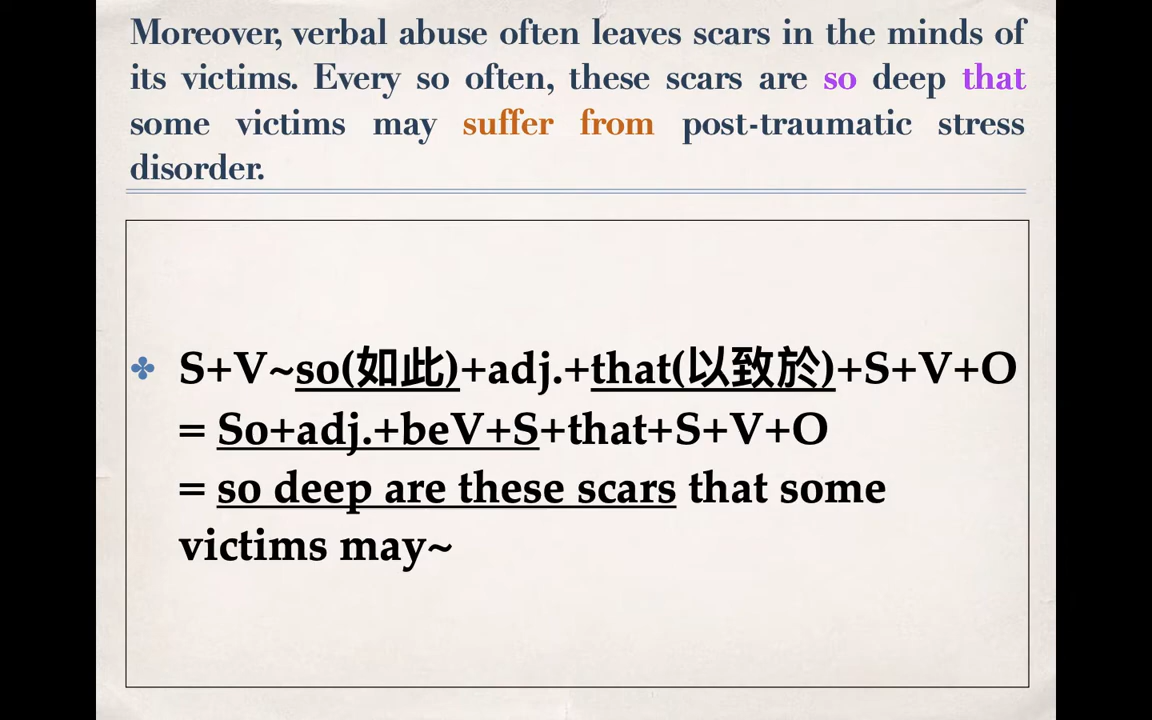 Moreover, verbal abuse often leaves scars in the minds of
its victims. Every so often, these scars are so deep that
some victims may suffer from post-traumatic stress
disorder.
S+V~so(如此)+adj.+that(以致於)+S+V+O
= So+adj.+beV+S+that+S+V+O
= so deep are these scars that some
victims may~